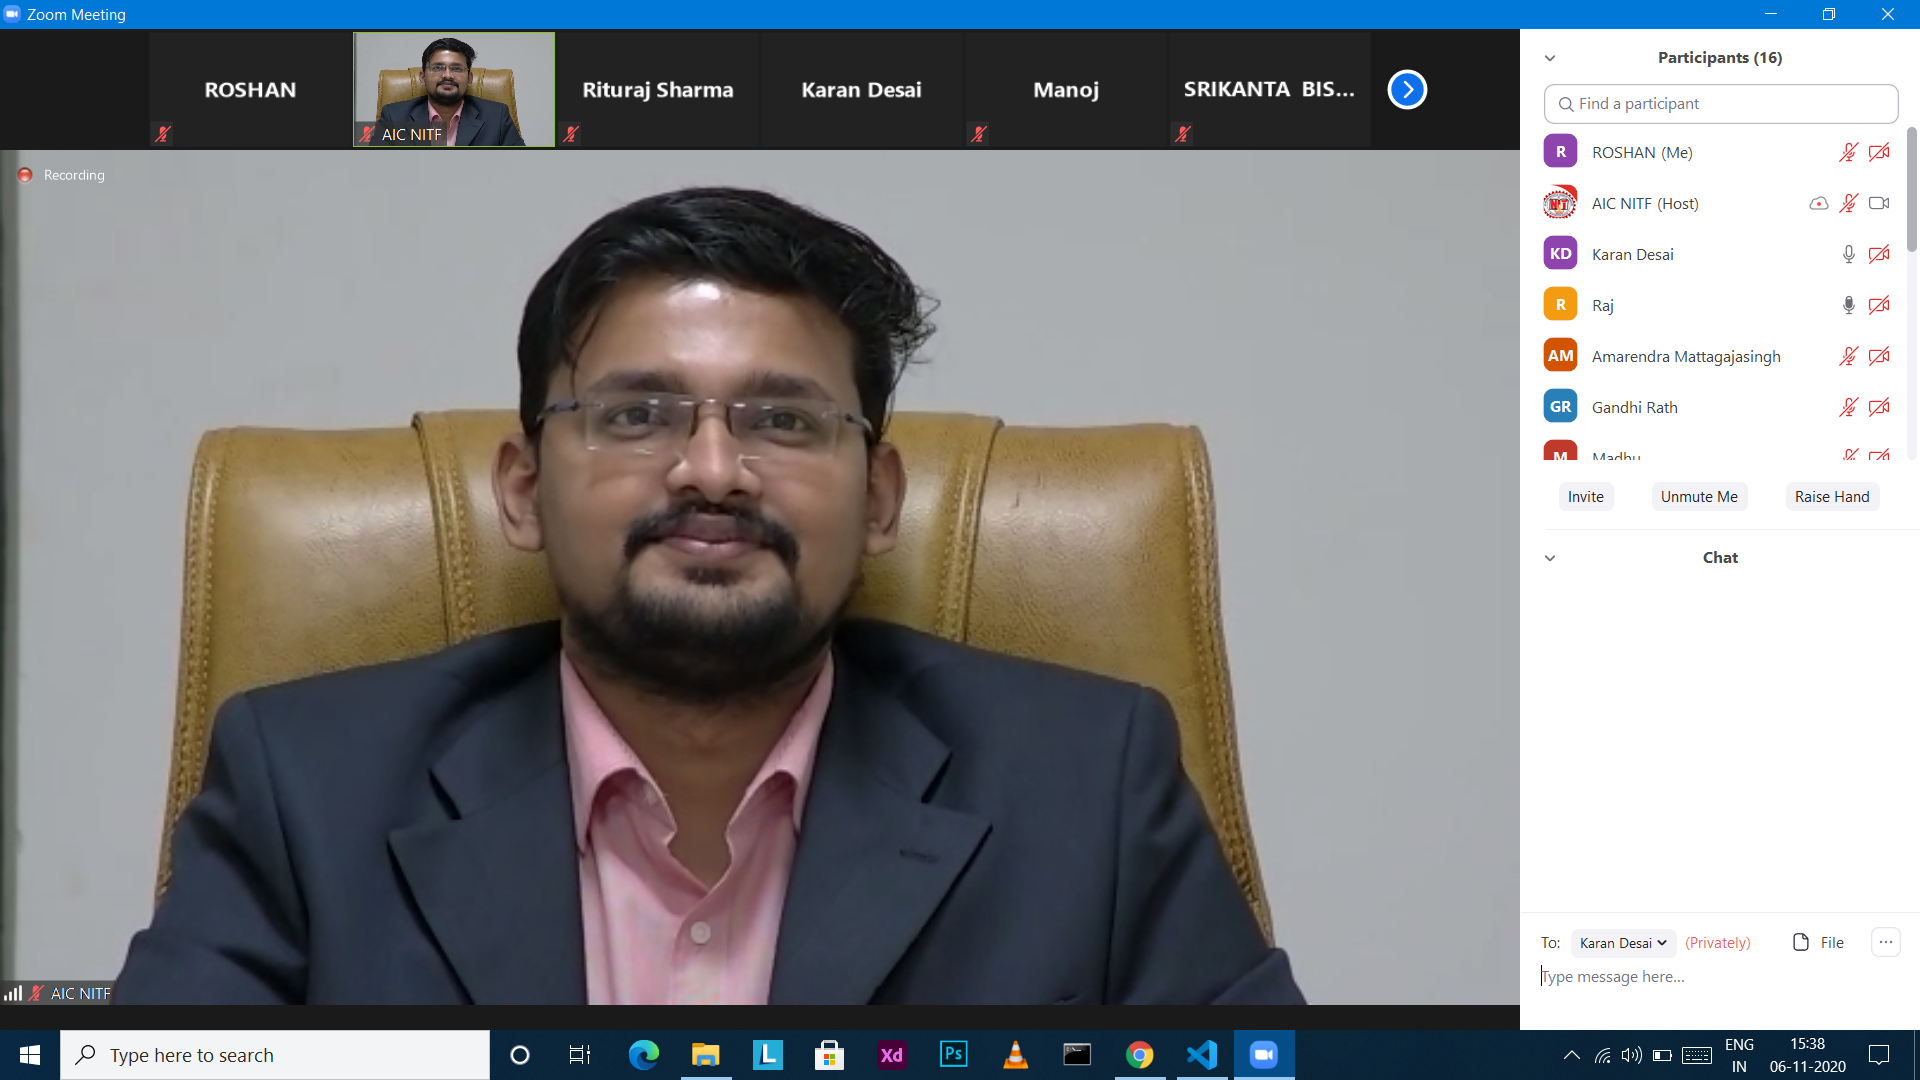 Zoom Meeting
ROSHAN
AIC NITF
Rituraj Sharma
Karan Desai
Manoj
SRIKANTA BIS...
Recording
AIC NITF
Participants (16)
Find a participant
R
ROSHAN (Me)
NIT
AIC NITF (Host)
KD
Karan Desai
R
Raj
AM
Amarendra Mattagajasingh
GR
Gandhi Rath
M
Madhu
Invite
Unmute Me
Raise Hand
Chat
To:
Karan Desai
(Privately)
File
Type message here...
Type here to search
L
Xd
Ps
ENG
IN
15:38
06-11-2020